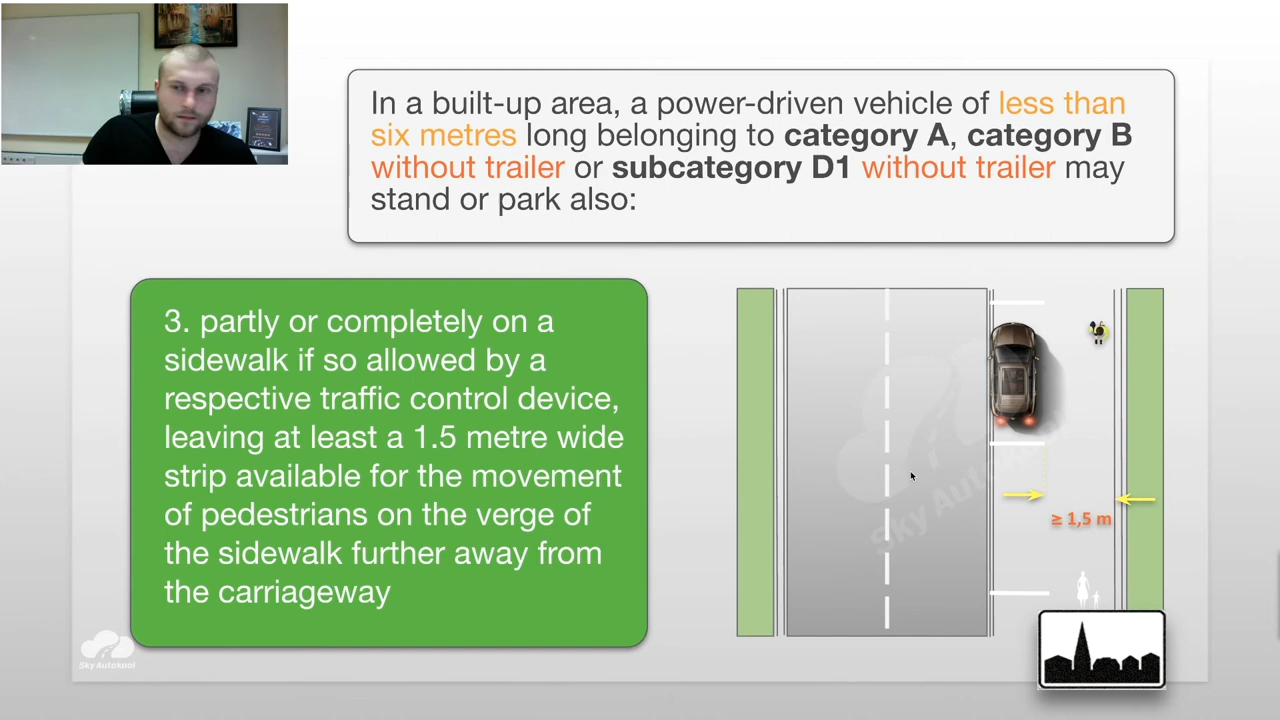 In a built-up area, a power-driven vehicle of less than
six metres long belonging to category A, category B
without trailer or subcategory D1 without trailer may
stand or park also:
3. partly or completely on a
sidewalk if so allowed by a
respective traffic control device,
leaving at least a 1.5 metre wide
strip available for the movement
of pedestrians on the verge of
the sidewalk further away from
the carriageway
≥ 1,5 m
Sky Autokool
Sky Autokool